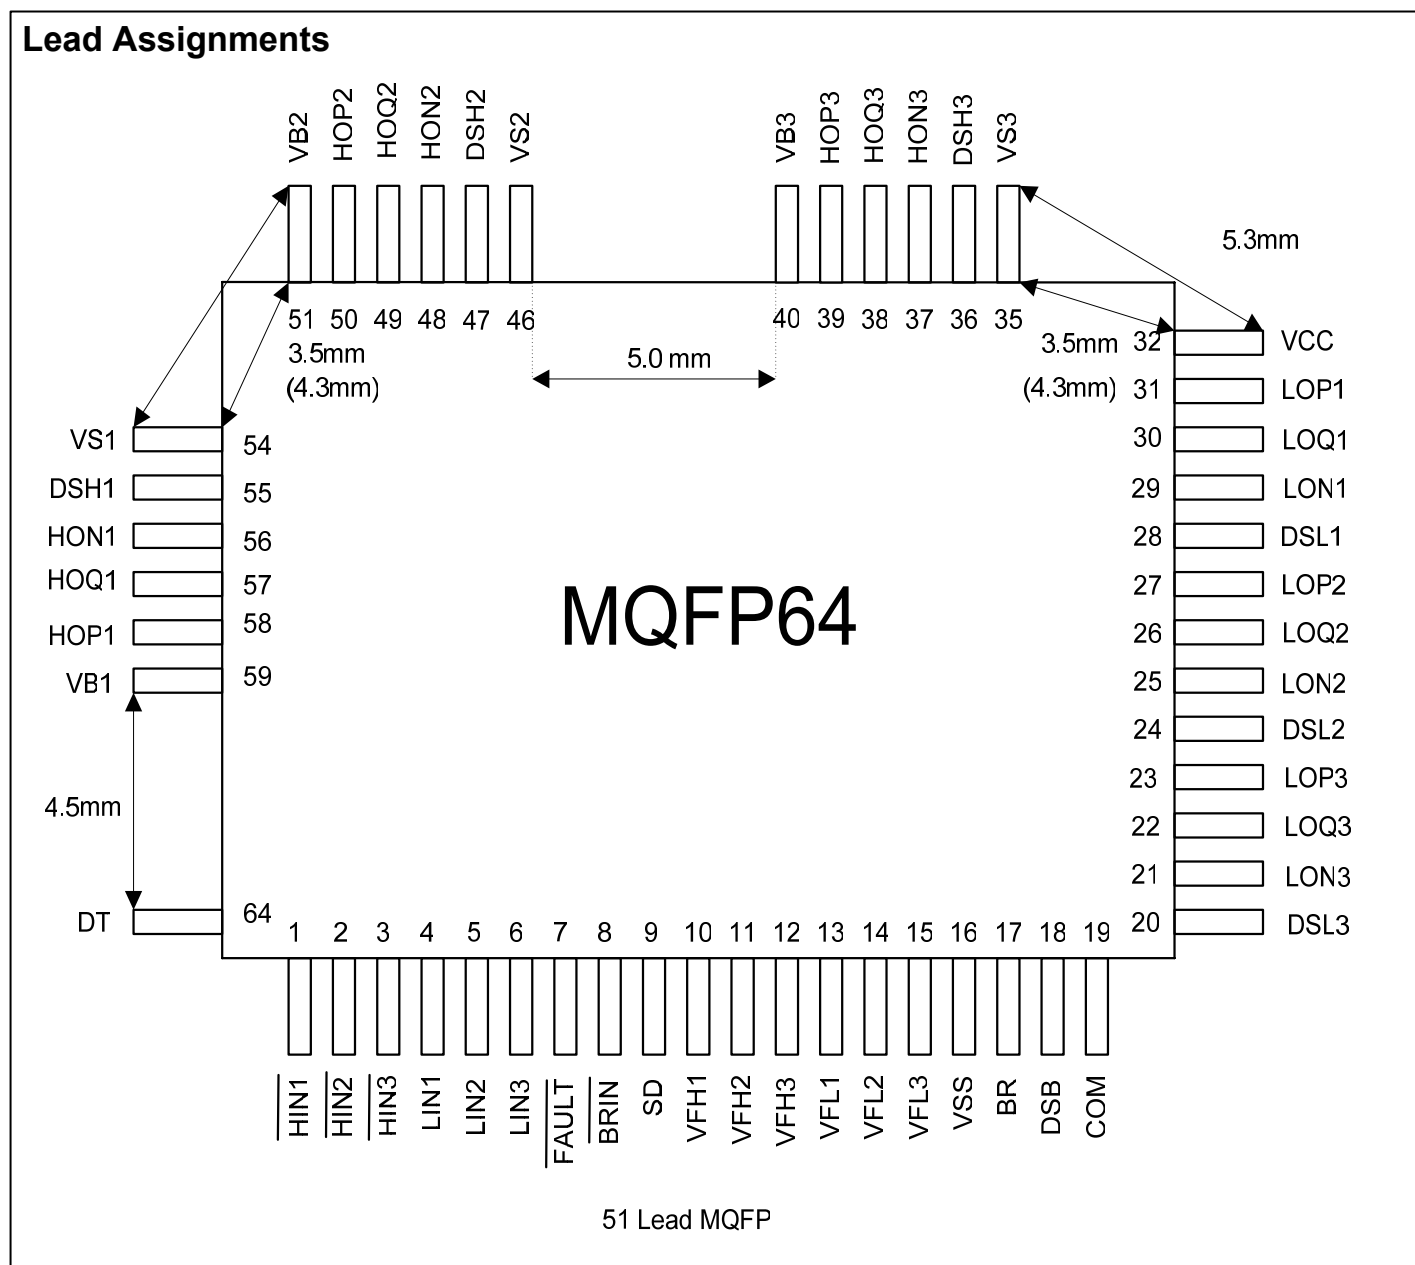 Lead Assignments
VB2 HOP2 HOQ2 HON2 DSH2 VS2 VB3 HOP3 HOQ3 HON3 DSH3 VS3
5.3mm
51 50 49 48 47 46 40 39 38 37 36 35
3.5mm
(4.3mm)
5.0 mm
3.5mm
(4.3mm)
32 VCC
31 LOP1
VS1 54
30 LOQ1
DSH1 55
29 LON1
HON1 56
28 DSL1
HOQ1 57
27 LOP2
MQFP64
HOP1 58
26 LOQ2
VB1 59
25 LON2
24 DSL2
23 LOP3
4.5mm
22 LOQ3
21 LON3
DT 64
20 DSL3
1 2 3 4 5 6 7 8 9 10 11 12 13 14 15 16 17 18 19
HIN1 HIN2 HIN3 LIN1 LIN2 LIN3 FAULT BRIN SD VFH1 VFH2 VFH3 VFL1 VFL2 VFL3 VSS BR DSB COM
51 Lead MQFP